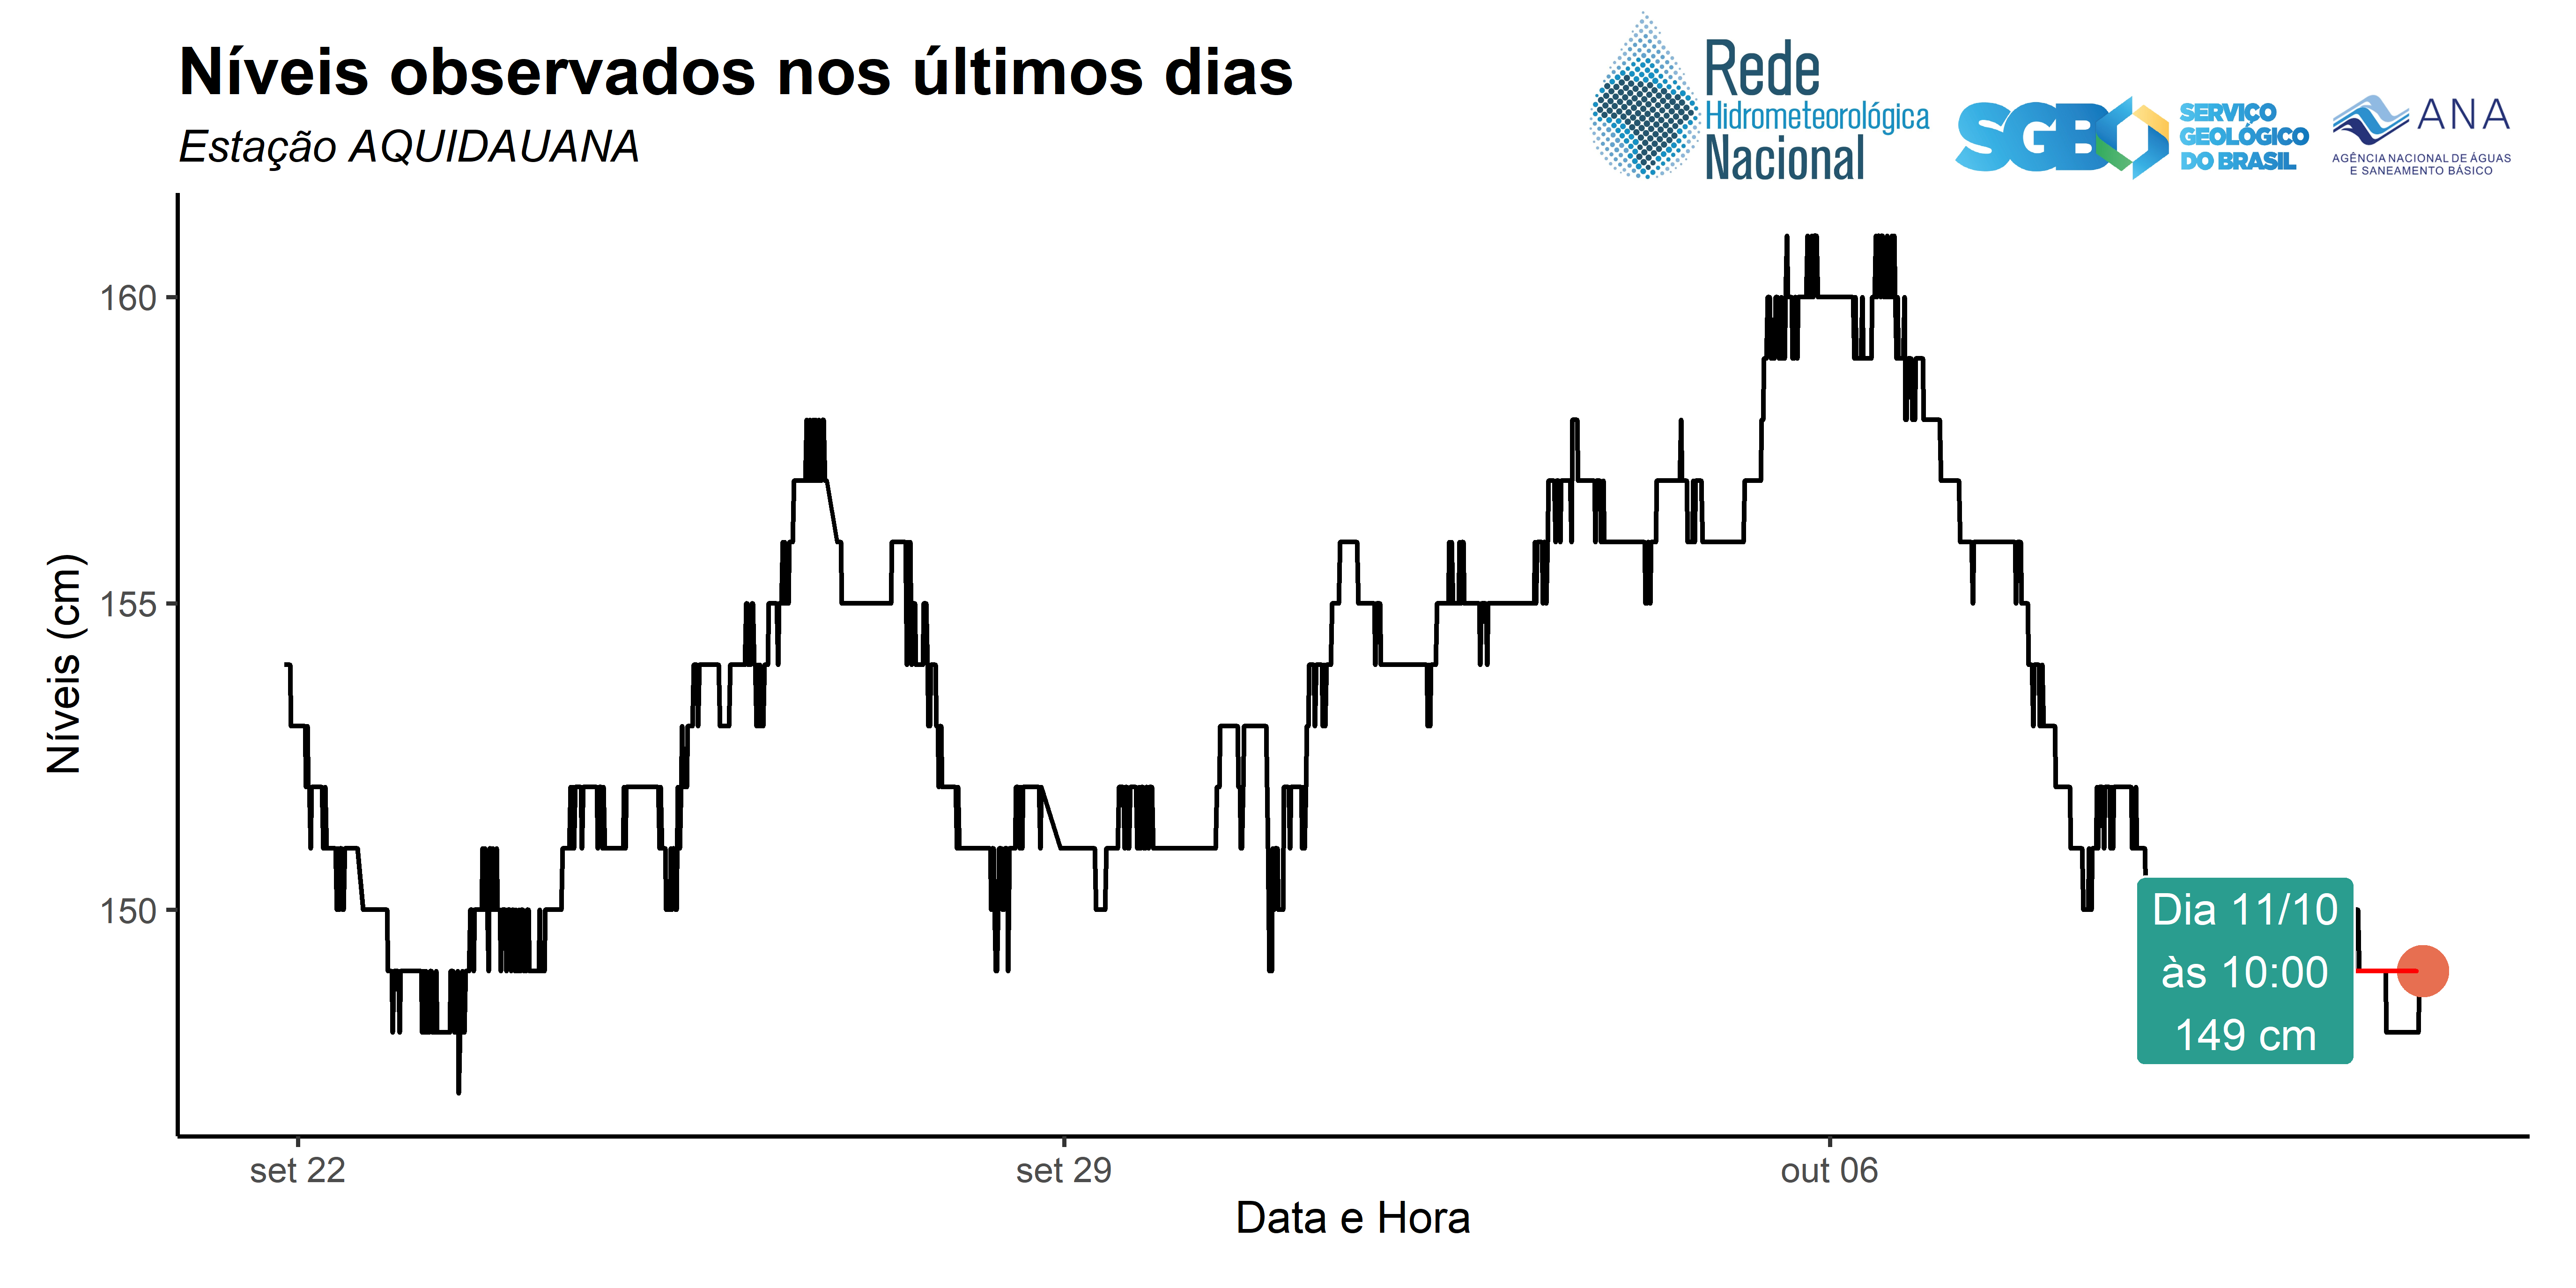 Níveis observados nos últimos dias
Estação AQUIDAUANA
Rede
Hidrometeorológica
Nacional
SGB
SERVIÇO
GEOLÓGICO
DO BRASIL
ANA
AGÊNCIA NACIONAL DE ÁGUAS
E SANEAMENTO BÁSICO
Níveis (cm)
160
155
150
Dia 11/10
às 10:00
149 cm
set 22
set 29
out 06
Data e Hora